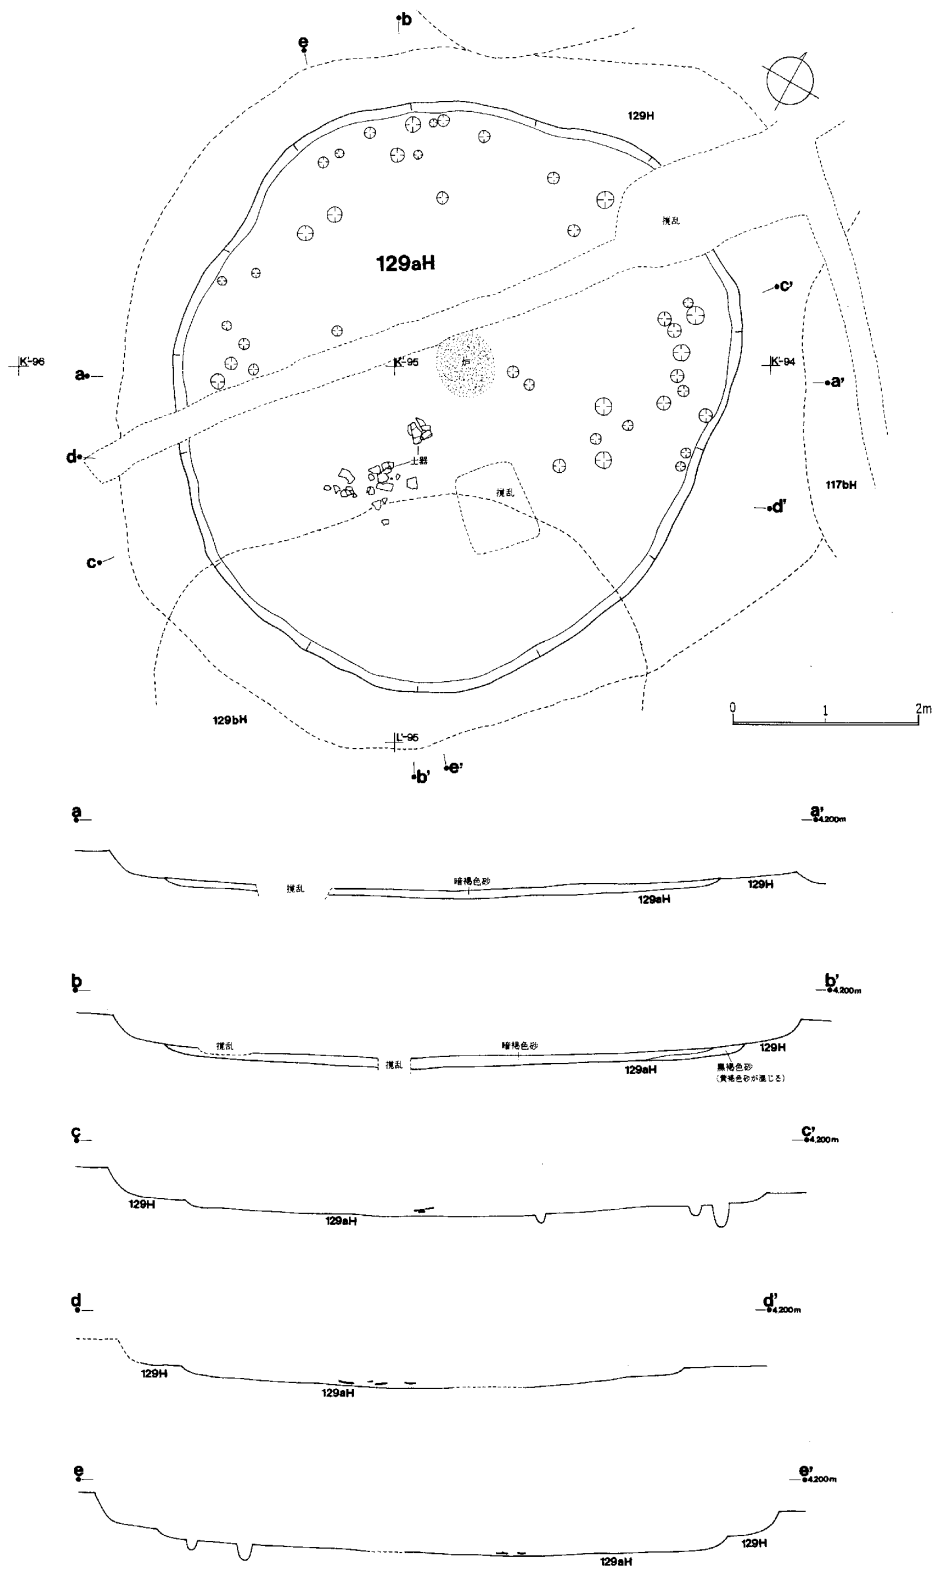 b
e
129H
攪乱
129aH
c'
K'-96
K'-95
炉
K'-94
a
a'
d
土器
攪乱
117bH
d'
c
129bH
0 1 2m
L'-95
b'
e'
a
a'
4.200m
暗褐色砂
攪乱
129H
129aH
b
b'
4.200m
攪乱
暗褐色砂
129H
攪乱
129aH
黒褐色砂
(黄褐色砂が混じる)
c
c'
4.200m
129H
129aH
d
d'
4.200m
129H
129aH
e
e'
4.200m
129H
129aH